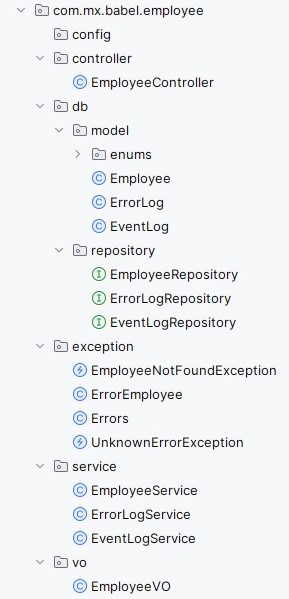 com.mx.babel.employee
config
controller
EmployeeController
db
model
enums
Employee
ErrorLog
EventLog
repository
EmployeeRepository
ErrorLogRepository
EventLogRepository
exception
EmployeeNotFoundException
ErrorEmployee
Errors
UnknownErrorException
service
EmployeeService
ErrorLogService
EventLogService
vo
EmployeeVO